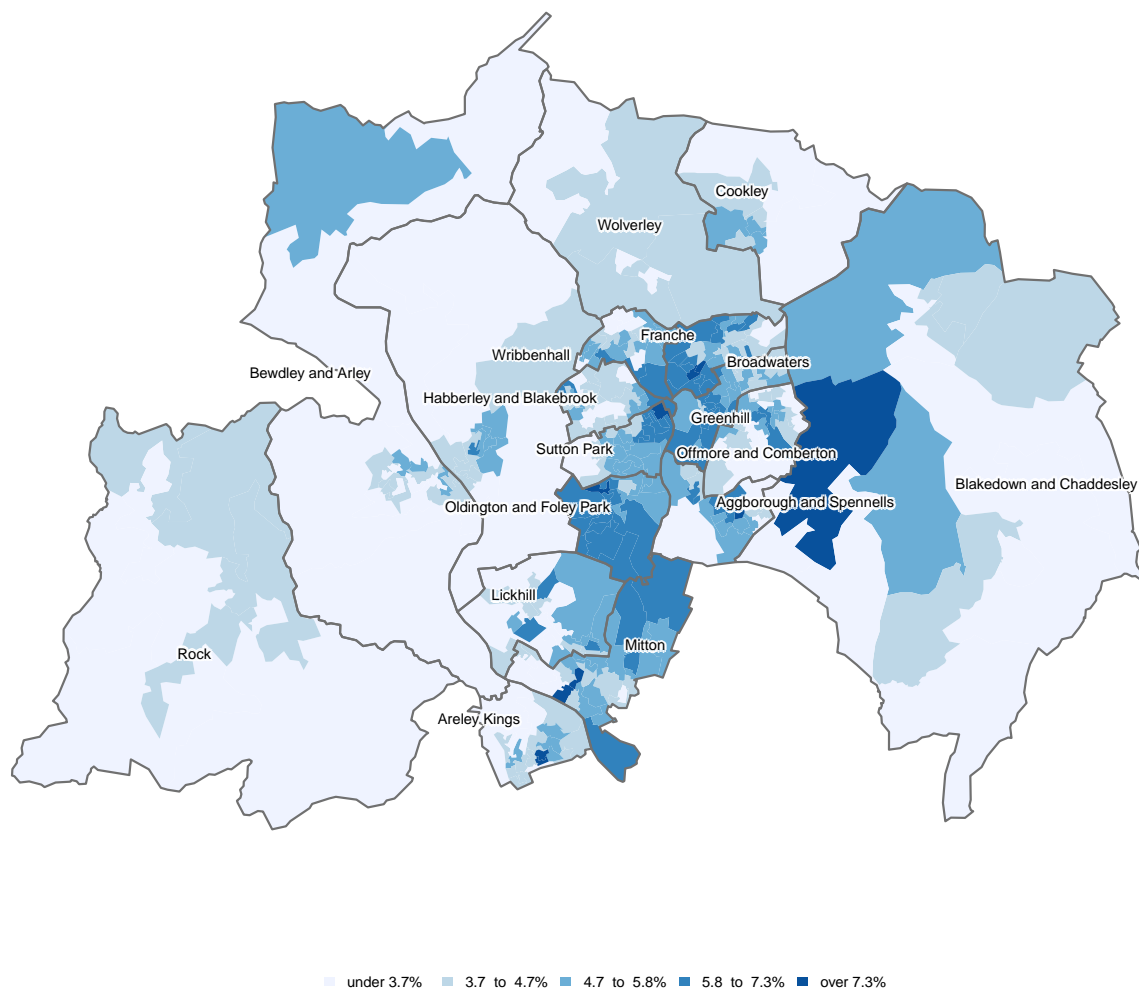 Cookley
Wolverley
Franche
Wribbenhall
Broadwaters
Bewdley and Arley
Habberley and Blakebrook
Greenhill
Sutton Park
Offmore and Comberton
Blakedown and Chaddesley
Aggborough and Spennells
Oldington and Foley Park
Lickhill
Mitton
Rock
Areley Kings
under 3.7% 3.7 to 4.7% 4.7 to 5.8% 5.8 to 7.3% over 7.3%